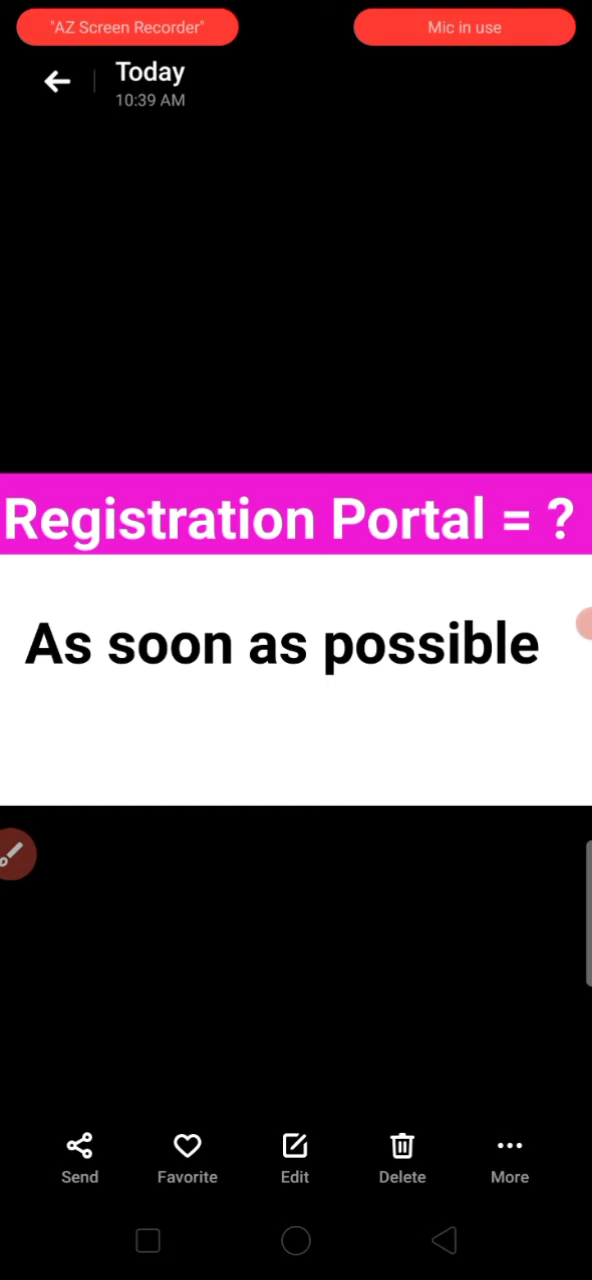 "AZ Screen Recorder"
Mic in use
Today
10:39 AM
Registration Portal = ?
As soon as possible
Send
Favorite
Edit
Delete
More